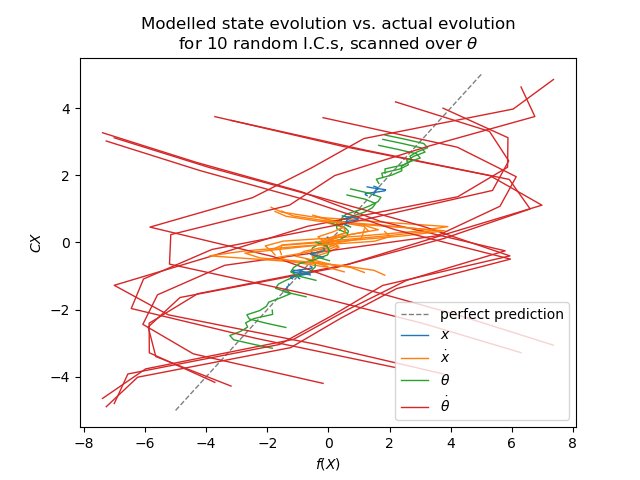 Modelled state evolution vs. actual evolution
for 10 random I.C.s, scanned over θ
CX
4
2
0
−2
−4
perfect prediction
x
ẋ
θ
θ̇
−8
−6
−4
−2
0
2
4
6
8
f(X)